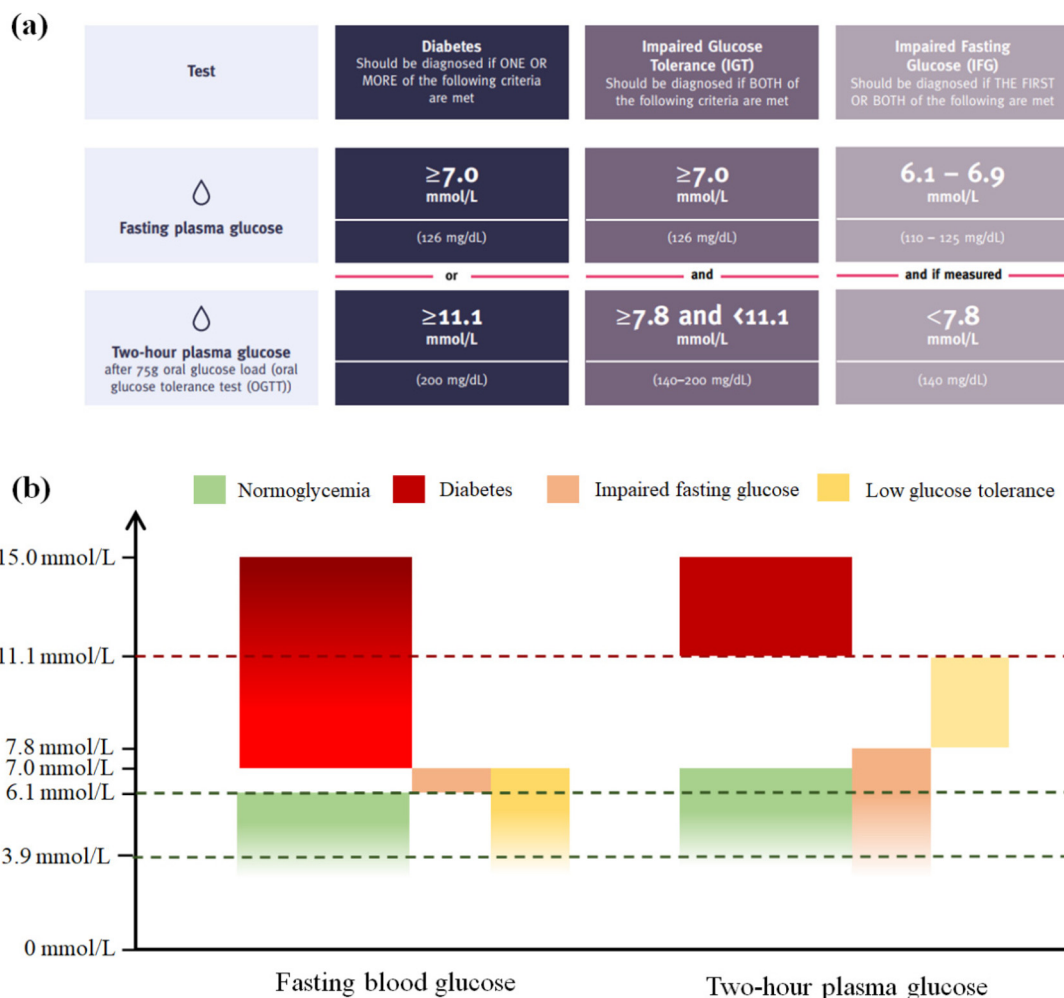 (a)
Test
Diabetes
Should be diagnosed if ONE OR
MORE of the following criteria
are met
Impaired Glucose
Tolerance (IGT)
Should be diagnosed if BOTH of
the following criteria are met
Impaired Fasting
Glucose (IFG)
Should be diagnosed if THE FIRST
OR BOTH of the following are met
Fasting plasma glucose
≥7.0
mmol/L
(126 mg/dL)
≥7.0
mmol/L
(126 mg/dL)
6.1 – 6.9
mmol/L
(110 – 125 mg/dL)
or
and
and if measured
Two-hour plasma glucose
after 75g oral glucose load (oral
glucose tolerance test (OGTT))
≥11.1
mmol/L
(200 mg/dL)
≥7.8 and <11.1
mmol/L
(140–200 mg/dL)
<7.8
mmol/L
(140 mg/dL)
(b)
Normoglycemia
Diabetes
Impaired fasting glucose
Low glucose tolerance
15.0 mmol/L
11.1 mmol/L
7.8 mmol/L
7.0 mmol/L
6.1 mmol/L
3.9 mmol/L
0 mmol/L
Fasting blood glucose
Two-hour plasma glucose